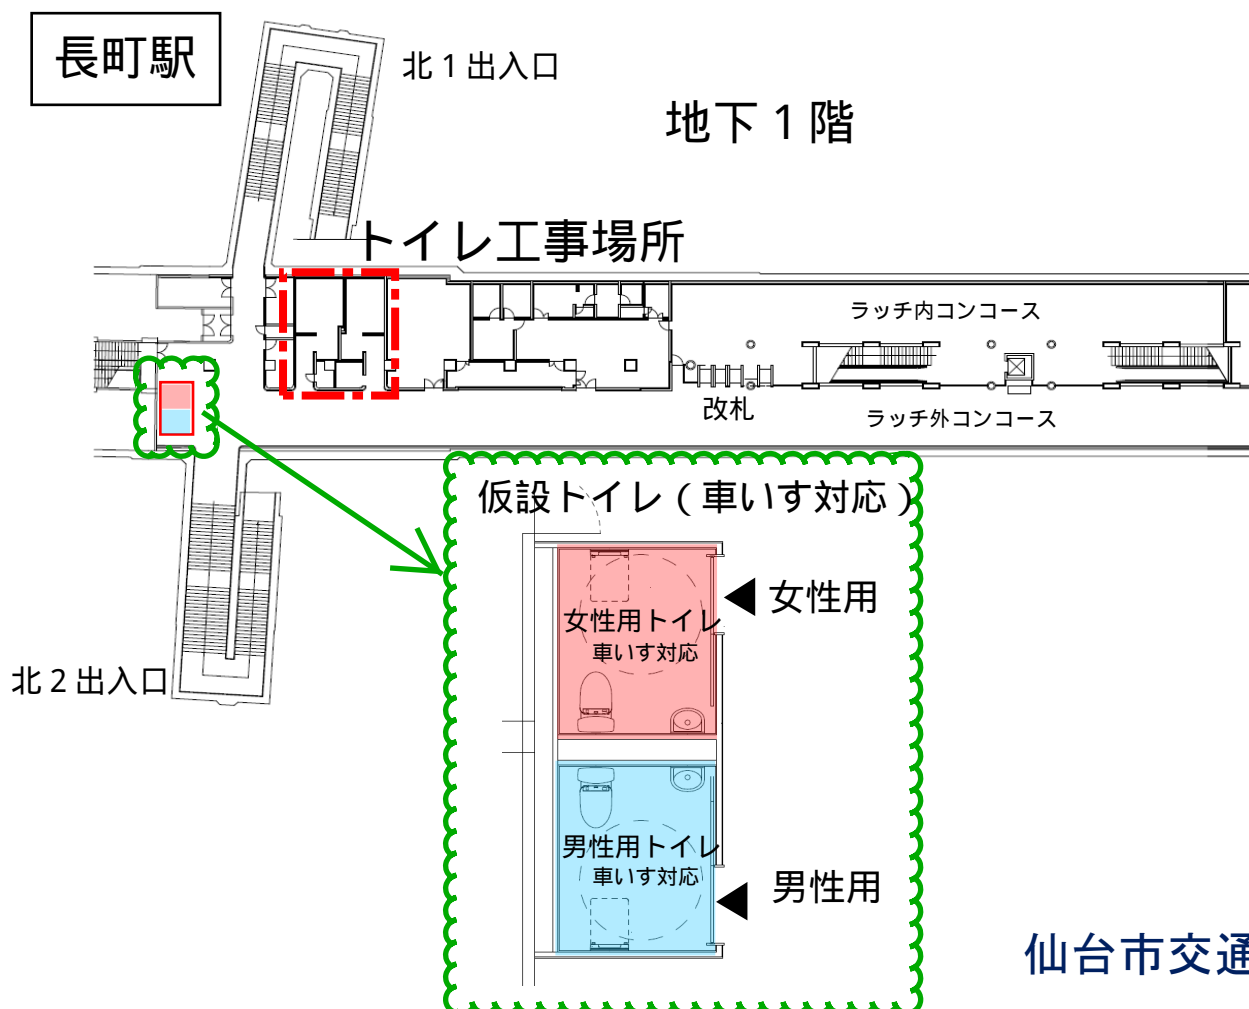 長町駅
北１出入口
地下１階
トイレ工事場所
ラッチ内コンコース
改札
ラッチ外コンコース
仮設トイレ（車いす対応）
女性用
女性用トイレ
車いす対応
北２出入口
男性用トイレ
車いす対応
男性用
仙台市交通